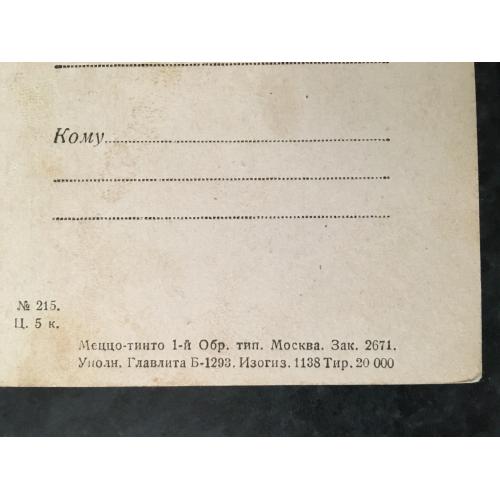 Кому
№ 215.
Ц. 5 к.
Меццо-тинто 1-й Обр. тип. Москва. Зак. 2671.
Уполн. Главлита Б-1293. Изогиз. 1138 Тир. 20 000